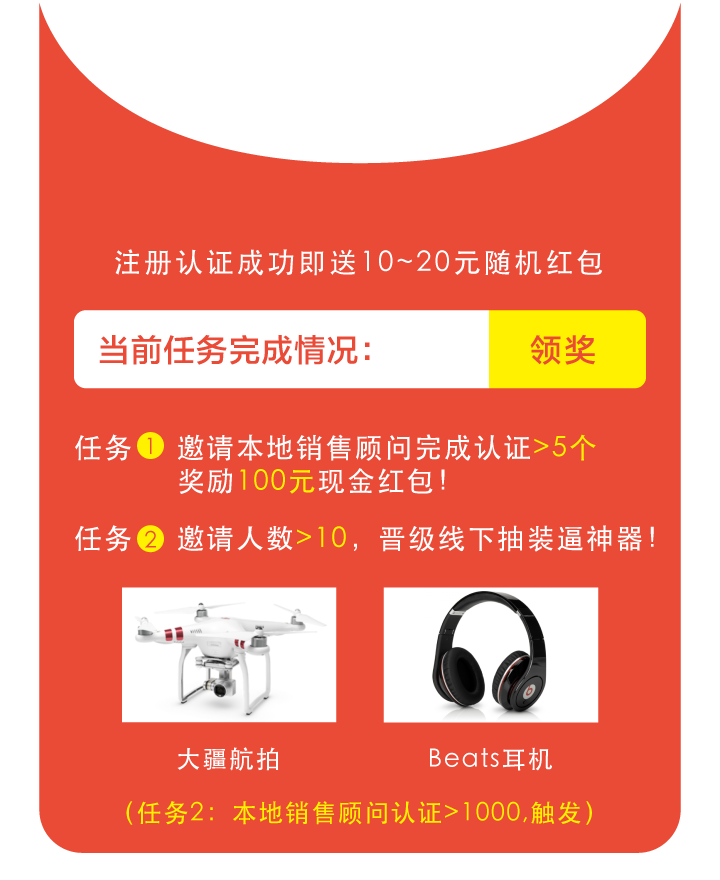 注册认证成功即送10~20元随机红包
当前任务完成情况：
领奖
任务1 邀请本地销售顾问完成认证>5个
奖励100元现金红包！
任务2 邀请人数>10，晋级线下抽装逼神器！
大疆航拍
Beats耳机
（任务2：本地销售顾问认证>1000,触发）